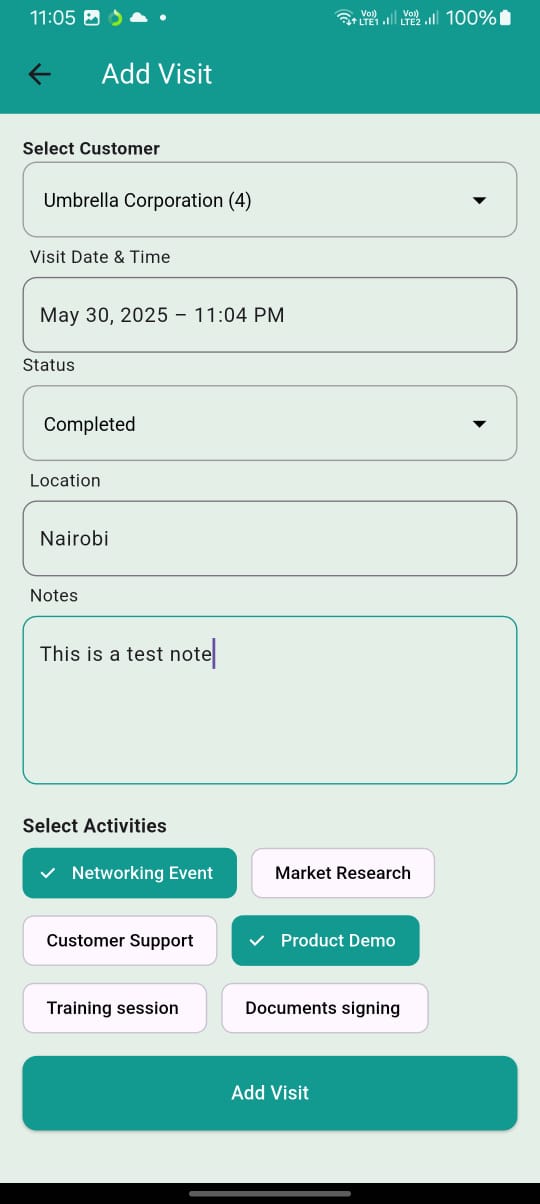 11:05 Vo)) LTE1 Vo)) LTE2 100%
Add Visit
Select Customer
Umbrella Corporation (4)
Visit Date & Time
May 30, 2025 – 11:04 PM
Status
Completed
Location
Nairobi
Notes
This is a test note
Select Activities
Networking Event Market Research
Customer Support Product Demo
Training session Documents signing
Add Visit